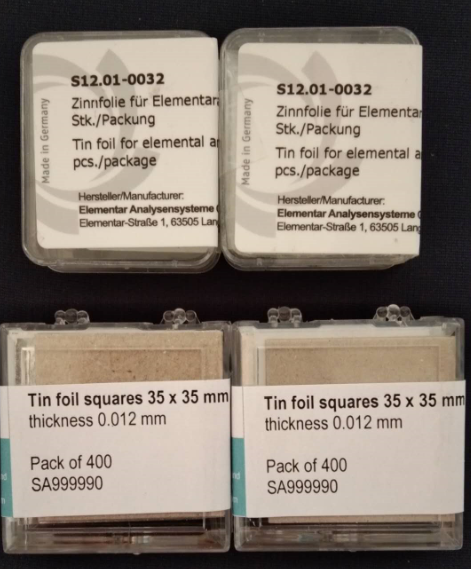 S12.01-0032
Zinnfolie für Elementar
Stk./Packung
Tin foil for elemental a
pcs./package
Made in Germany
Hersteller/Manufacturer:
Elementar Analysensysteme
Elementar-Straße 1, 63505 Lan
S12.01-0032
Zinnfolie für Elementa
Stk./Packung
Tin foil for elemental a
pcs./package
Made in Germany
Hersteller/Manufacturer:
Elementar Analysensysteme G
Elementar-Straße 1, 63505 Lang
Tin foil squares 35 x 35 mm
thickness 0.012 mm
Pack of 400
SA999990
Tin foil squares 35 x 35 mm
thickness 0.012 mm
Pack of 400
SA999990